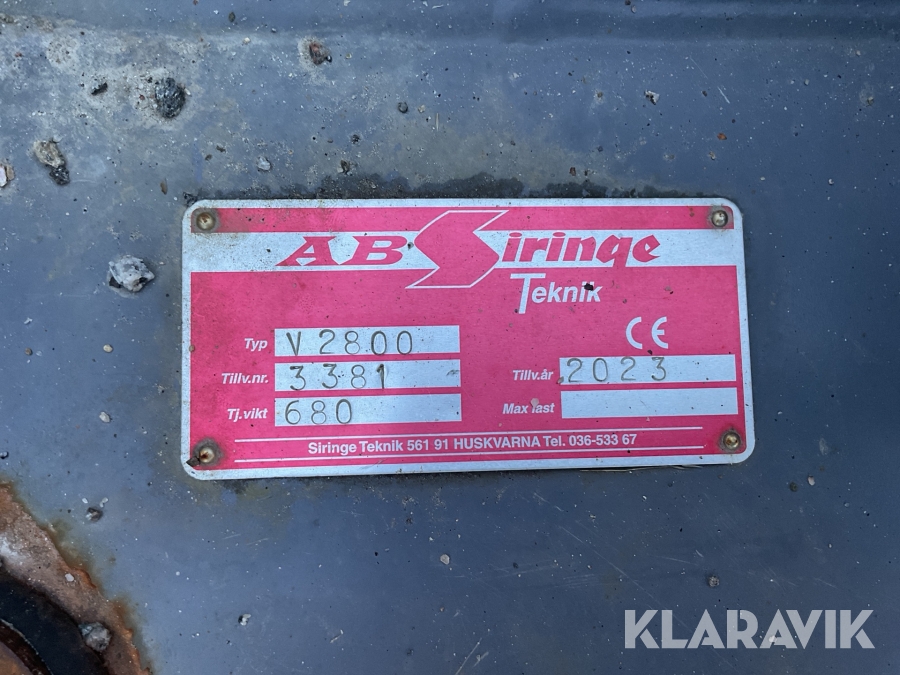 AB Siringe
Teknik
CE
Typ V 2800
Tillv.nr. 3381
Tillv.år 2023
Tj.vikt 680
Max last
Siringe Teknik 561 91 HUSKVARNA Tel. 036-533 67
KLARAVIK